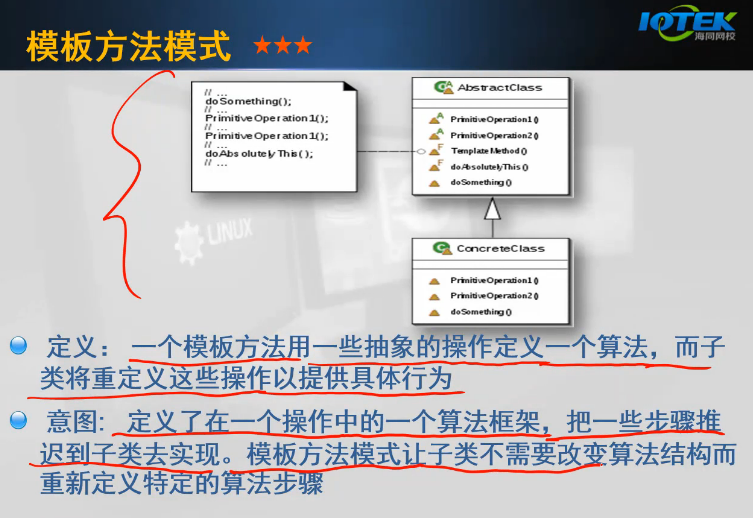 模板方法模式 ★★★
IOTEK
海同网校
// ...
doSomething();
// ...
PrimitiveOperation1();
// ...
PrimitiveOperation1();
// ...
doAbsolutelyThis();
// ...
AbstractClass
PrimitiveOperation1()
PrimitiveOperation2()
TemplateMethod()
doAbsolutelyThis()
doSomething()
ConcreteClass
PrimitiveOperation1()
PrimitiveOperation2()
doSomething()
LINUX
定义： 一个模板方法用一些抽象的操作定义一个算法，而子
类将重定义这些操作以提供具体行为
意图: 定义了在一个操作中的一个算法框架，把一些步骤推
迟到子类去实现。模板方法模式让子类不需要改变算法结构而
重新定义特定的算法步骤